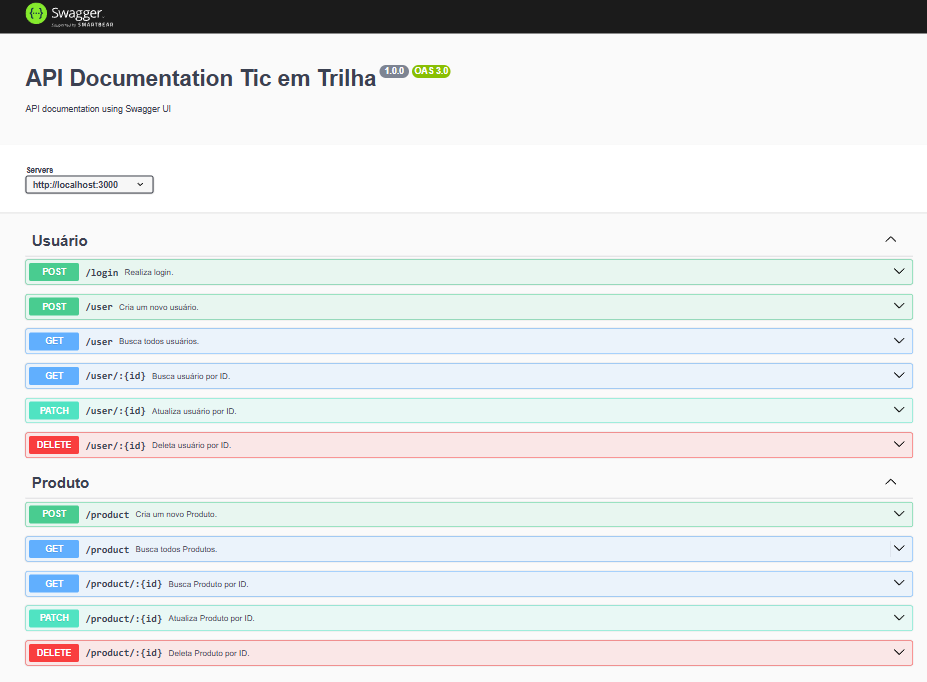 Swagger.
Supported by SMARTBEAR
API Documentation Tic em Trilha 1.0.0 OAS 3.0
API documentation using Swagger UI
Servers
http://localhost:3000
Usuário
POST /login Realiza login.
POST /user Cria um novo usuário.
GET /user Busca todos usuários.
GET /user/:{id} Busca usuário por ID.
PATCH /user/:{id} Atualiza usuário por ID.
DELETE /user/:{id} Deleta usuário por ID.
Produto
POST /product Cria um novo Produto.
GET /product Busca todos Produtos.
GET /product/:{id} Busca Produto por ID.
PATCH /product/:{id} Atualiza Produto por ID.
DELETE /product/:{id} Deleta Produto por ID.